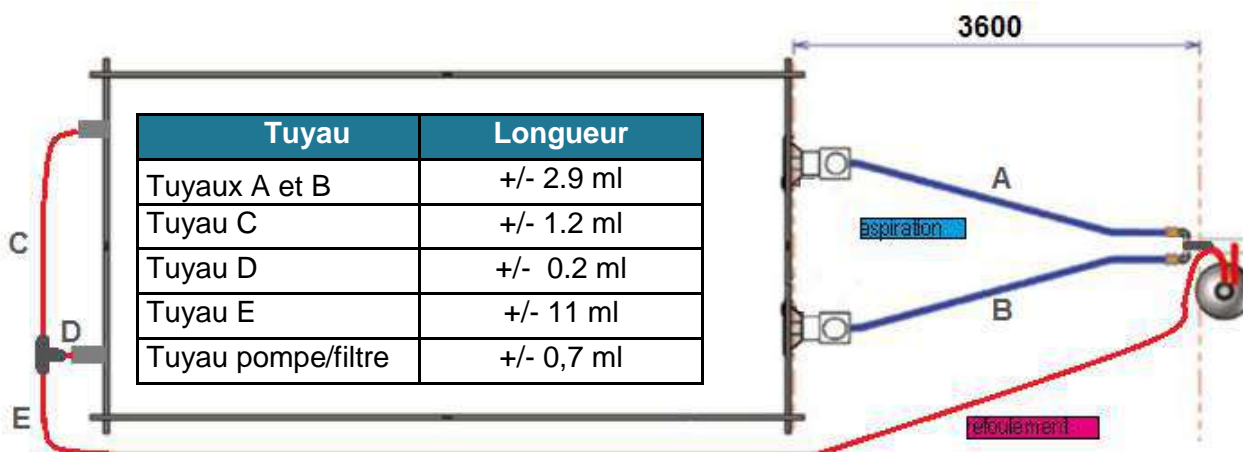 3600
Tuyau Longueur
Tuyaux A et B +/- 2.9 ml
Tuyau C +/- 1.2 ml
Tuyau D +/- 0.2 ml
Tuyau E +/- 11 ml
Tuyau pompe/filtre +/- 0,7 ml
A
aspiration
B
C
D
E
refoulement